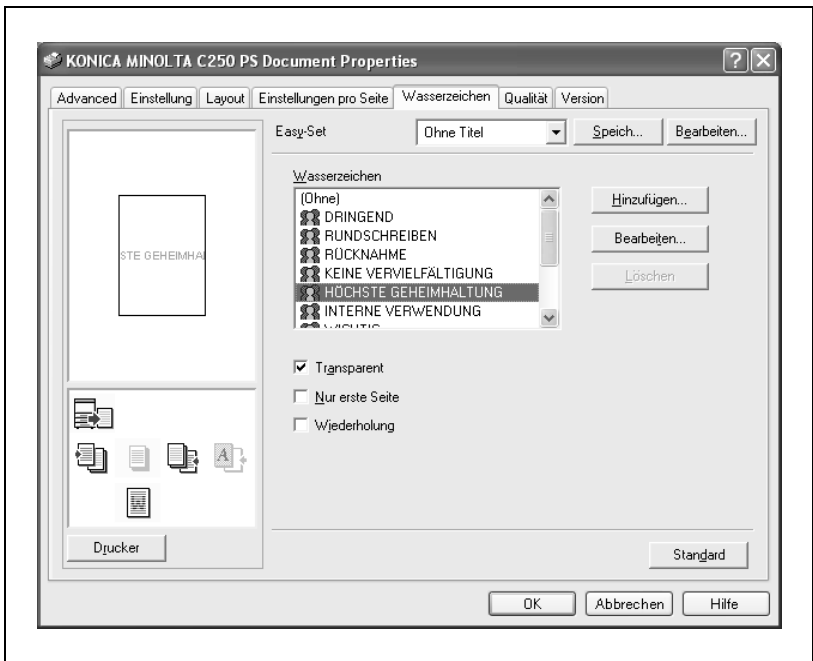 KONICA MINOLTA C250 PS Document Properties
Advanced Einstellung Layout Einstellungen pro Seite Wasserzeichen Qualität Version
Easy-Set Ohne Titel Speich... Bearbeiten...
Wasserzeichen
(Ohne)
DRINGEND
RUNDSCHREIBEN
RÜCKNAHME
KEINE VERVIELFÄLTIGUNG
HÖCHSTE GEHEIMHALTUNG
INTERNE VERWENDUNG
WICHTIG
Hinzufügen...
Bearbeiten...
Löschen
STE GEHEIMHA
Transparent
Nur erste Seite
Wiederholung
A
Drucker
Standard
OK Abbrechen Hilfe